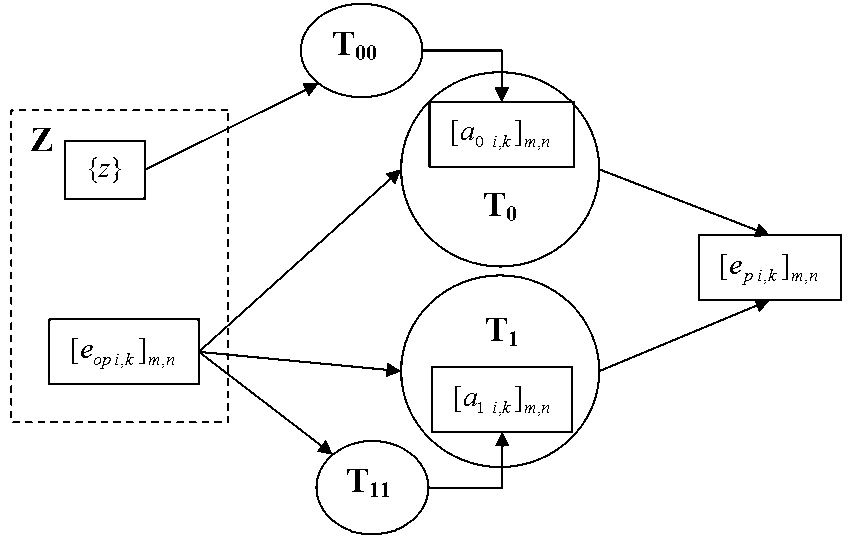 T₀₀
Z
{z}
[a₀ ᵢ,ₖ]ₘ,ₙ
T₀
[eₚ ᵢ,ₖ]ₘ,ₙ
T₁
[eₒₚ ᵢ,ₖ]ₘ,ₙ
[a₁ ᵢ,ₖ]ₘ,ₙ
T₁₁